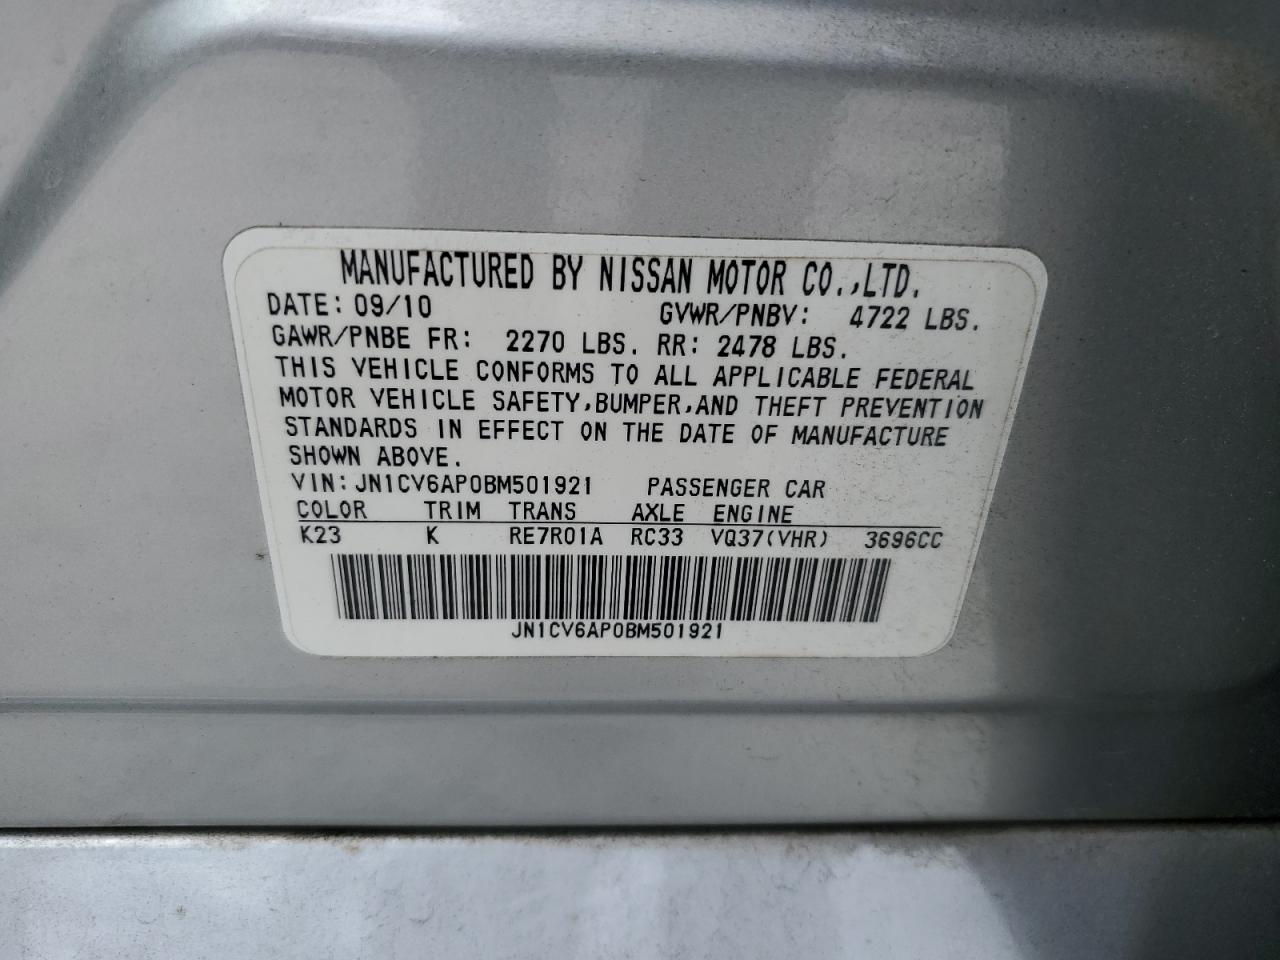 MANUFACTURED BY NISSAN MOTOR CO.,LTD.
DATE: 09/10 GVWR/PNBV: 4722 LBS.
GAWR/PNBE FR: 2270 LBS. RR: 2478 LBS.
THIS VEHICLE CONFORMS TO ALL APPLICABLE FEDERAL
MOTOR VEHICLE SAFETY,BUMPER,AND THEFT PREVENTION
STANDARDS IN EFFECT ON THE DATE OF MANUFACTURE
SHOWN ABOVE.
VIN: JN1CV6AP0BM501921 PASSENGER CAR
COLOR TRIM TRANS AXLE ENGINE
K23 K RE7R01A RC33 VQ37(VHR) 3696CC
JN1CV6AP0BM501921